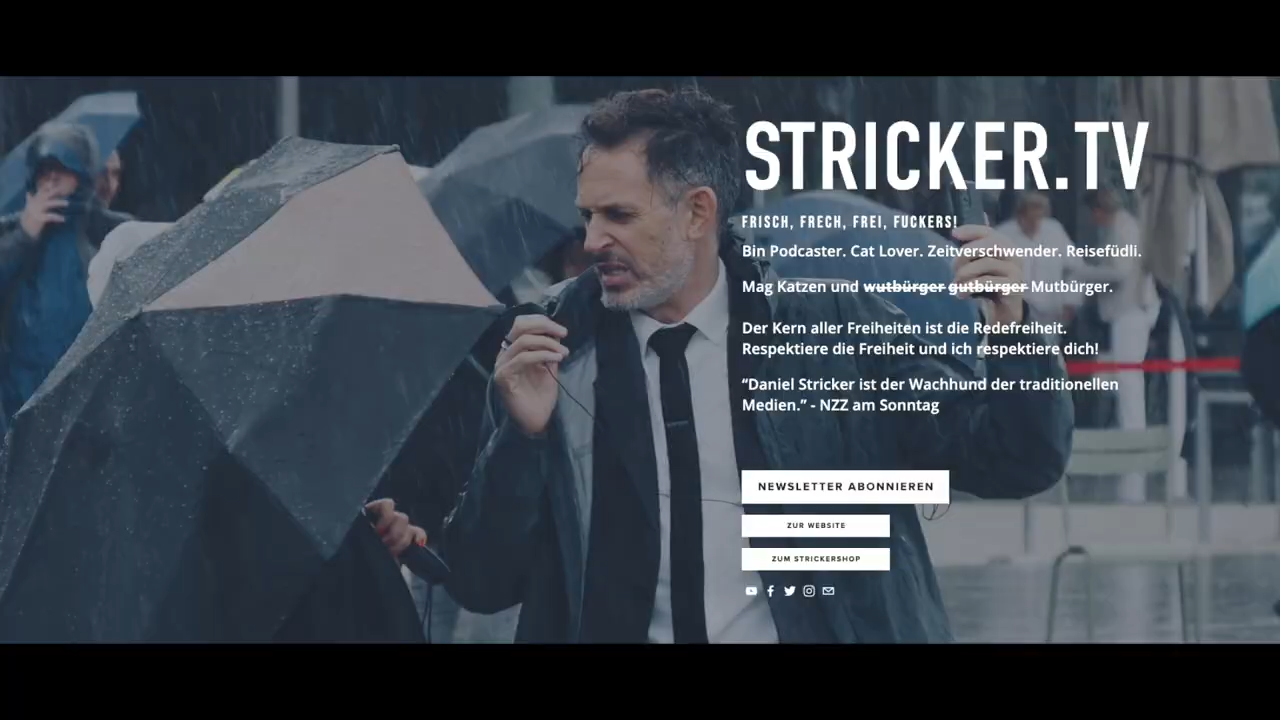 STRICKER.TV
FRISCH, FRECH, FREI, FUCKERS!
Bin Podcaster. Cat Lover. Zeitverschwender. Reisefüdli.
Mag Katzen und wutbürger gutbürger Mutbürger.
Der Kern aller Freiheiten ist die Redefreiheit.
Respektiere die Freiheit und ich respektiere dich!
“Daniel Stricker ist der Wachhund der traditionellen
Medien.” - NZZ am Sonntag
NEWSLETTER ABONNIEREN
ZUR WEBSITE
ZUM STRICKERSHOP